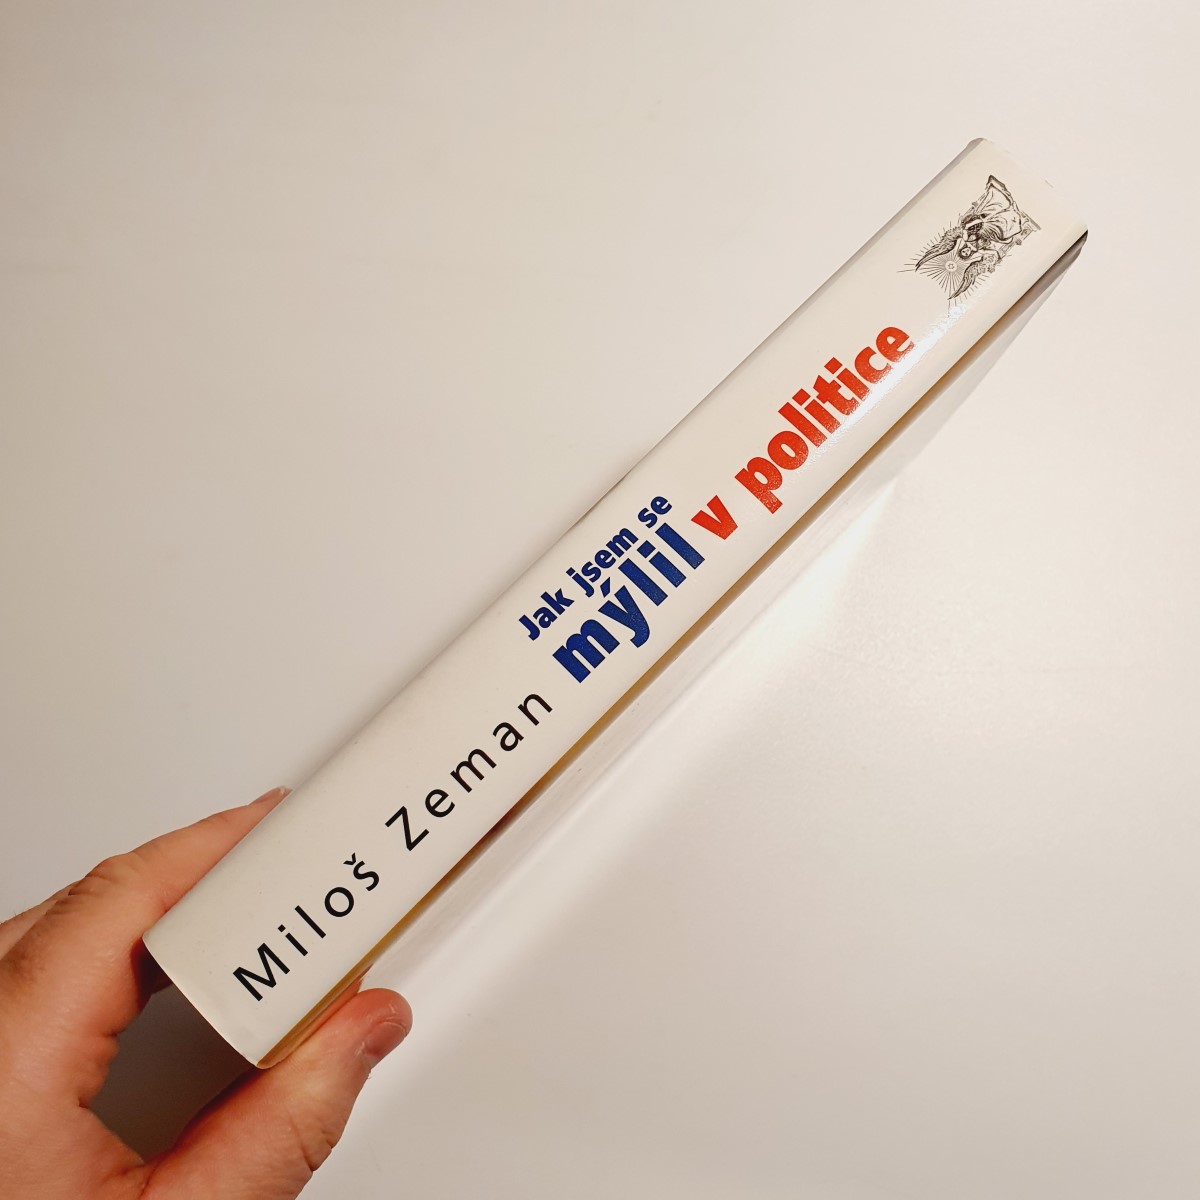 Miloš Zeman
Jak jsem se
mýlil v politice